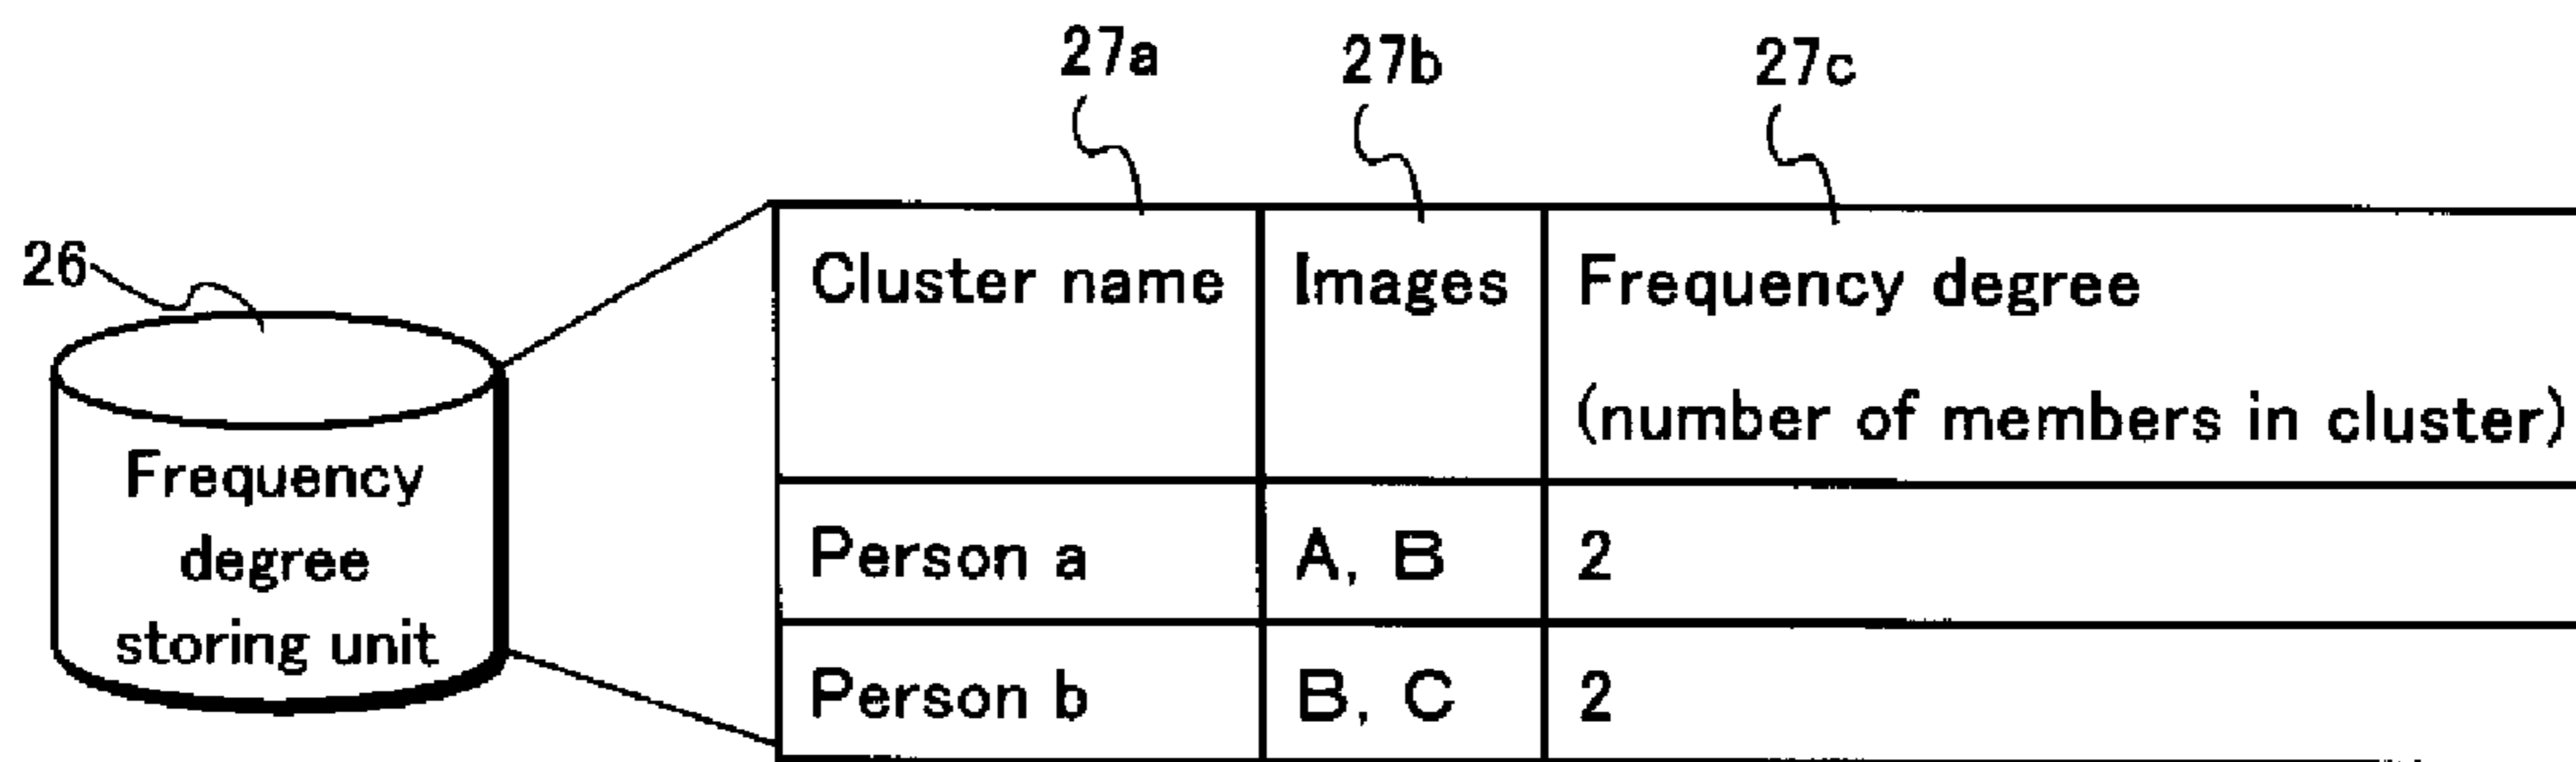 27a 27b 27c
26
Cluster name Images Frequency degree
(number of members in cluster)
Frequency
degree
storing unit
Person a A, B 2
Person b B, C 2